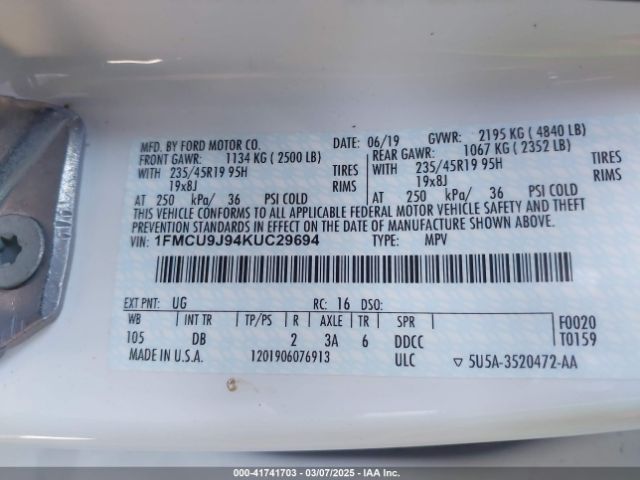 MFD. BY FORD MOTOR CO. DATE: 06/19 GVWR: 2195 KG ( 4840 LB)
FRONT GAWR: 1134 KG ( 2500 LB) REAR GAWR: 1067 KG ( 2352 LB)
WITH 235/45R19 95H TIRES WITH 235/45R19 95H TIRES
19x8J RIMS 19x8J RIMS
AT 250 kPa/ 36 PSI COLD AT 250 kPa/ 36 PSI COLD
THIS VEHICLE CONFORMS TO ALL APPLICABLE FEDERAL MOTOR VEHICLE SAFETY AND THEFT
PREVENTION STANDARDS IN EFFECT ON THE DATE OF MANUFACTURE SHOWN ABOVE.
VIN: 1FMCU9J94KUC29694 TYPE: MPV
EXT PNT: UG RC: 16 DSO:
WB INT TR TP/PS R AXLE TR SPR F0020
105 DB 2 3A 6 DDCC T0159
MADE IN U.S.A. 1201906076913 ULC ▽ 5U5A-3520472-AA
000-41741703 - 03/07/2025 - IAA Inc.